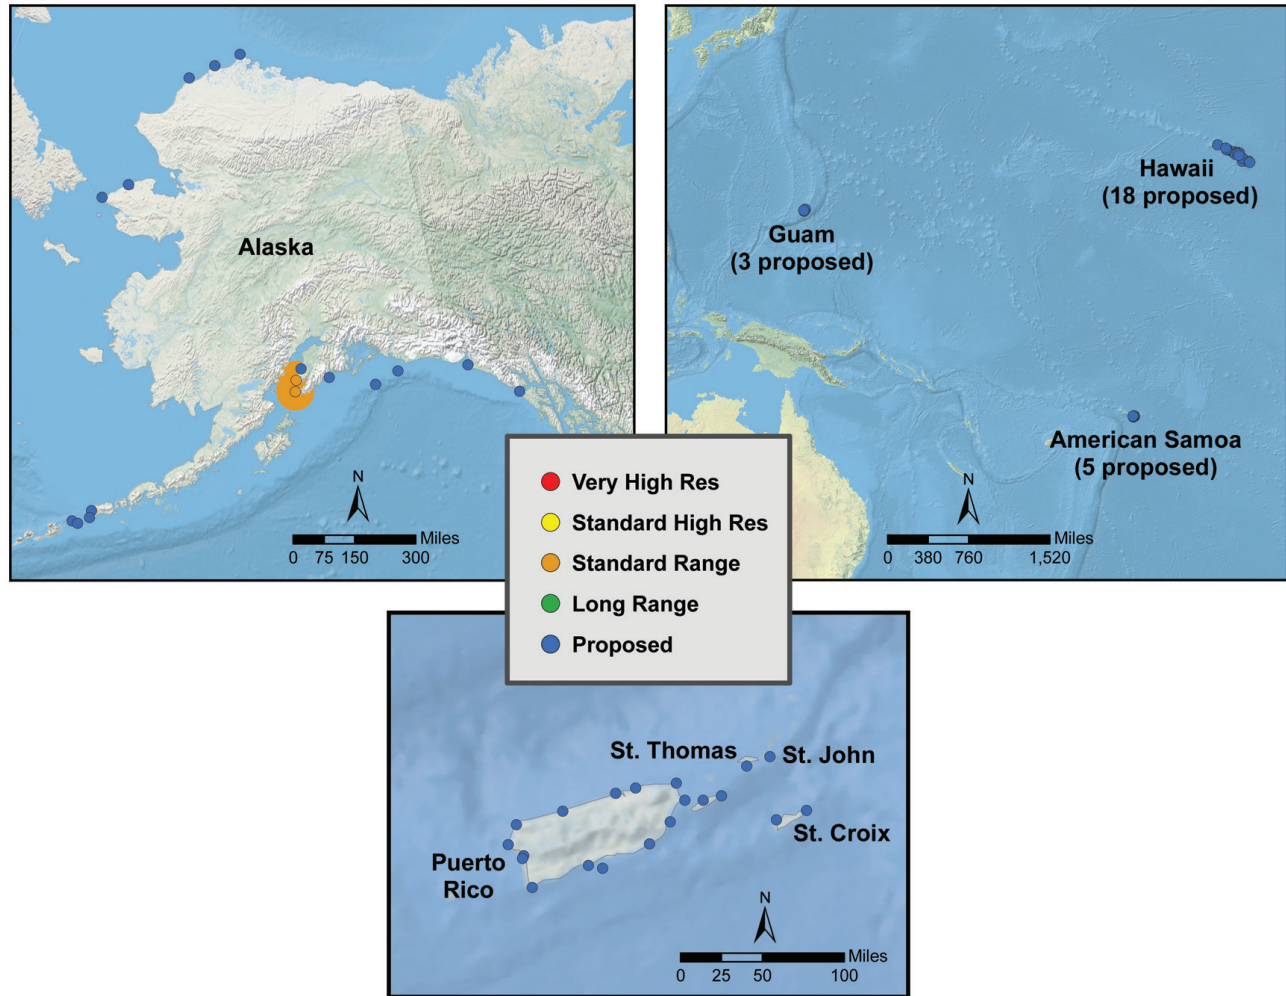 Alaska
N
Miles
0 75 150 300
Hawaii
(18 proposed)
Guam
(3 proposed)
American Samoa
(5 proposed)
N
Miles
0 380 760 1,520
Very High Res
Standard High Res
Standard Range
Long Range
Proposed
St. Thomas
St. John
St. Croix
Puerto
Rico
N
Miles
0 25 50 100